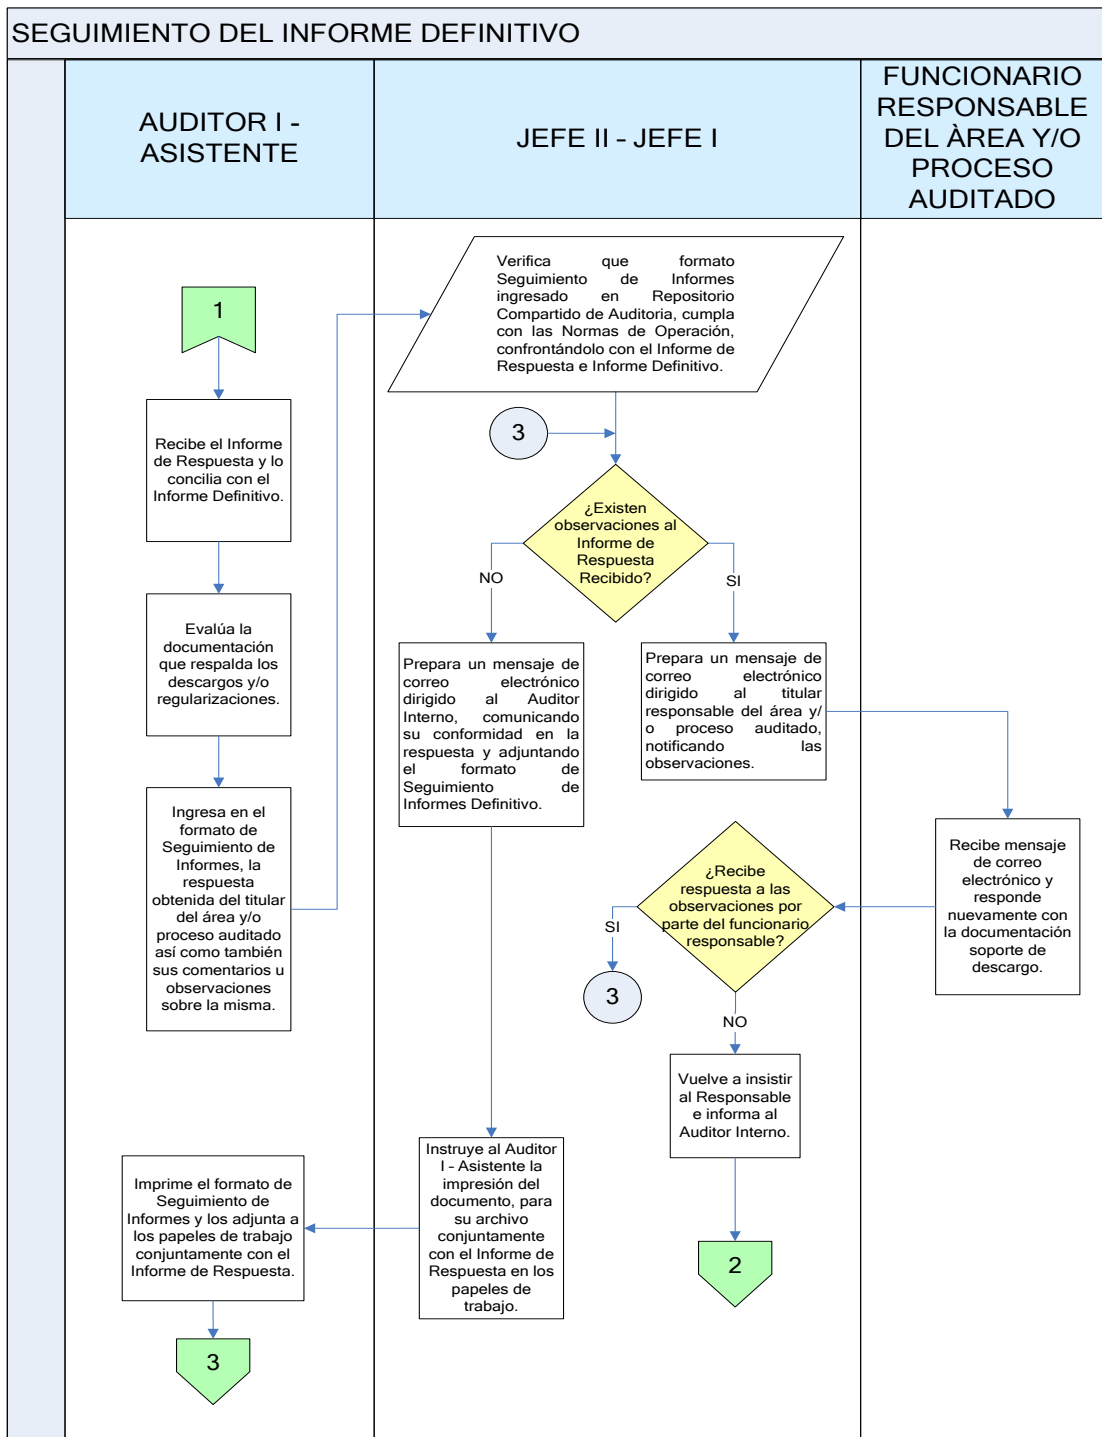 SEGUIMIENTO DEL INFORME DEFINITIVO
AUDITOR I -
ASISTENTE
JEFE II - JEFE I
FUNCIONARIO
RESPONSABLE
DEL ÀREA Y/O
PROCESO
AUDITADO
1
Recibe el Informe
de Respuesta y lo
concilia con el
Informe Definitivo.
Evalúa la
documentación
que respalda los
descargos y/o
regularizaciones.
Ingresa en el
formato de
Seguimiento de
Informes, la
respuesta
obtenida del titular
del área y/o
proceso auditado
así como también
sus comentarios u
observaciones
sobre la misma.
Verifica que formato
Seguimiento de Informes
ingresado en Repositorio
Compartido de Auditoria, cumpla
con las Normas de Operación,
confrontándolo con el Informe de
Respuesta e Informe Definitivo.
3
¿Existen
observaciones al
Informe de
Respuesta
Recibido?
NO
SI
Prepara un mensaje de
correo electrónico
dirigido al Auditor
Interno, comunicando
su conformidad en la
respuesta y adjuntando
el formato de
Seguimiento de
Informes Definitivo.
Prepara un mensaje de
correo electrónico
dirigido al titular
responsable del área y/
o proceso auditado,
notificando las
observaciones.
Recibe mensaje
de correo
electrónico y
responde
nuevamente con
la documentación
soporte de
descargo.
¿Recibe
respuesta a las
observaciones por
parte del funcionario
responsable?
SI
3
NO
Vuelve a insistir
al Responsable
e informa al
Auditor Interno.
2
Instruye al Auditor
I - Asistente la
impresión del
documento, para
su archivo
conjuntamente
con el Informe de
Respuesta en los
papeles de
trabajo.
Imprime el formato de
Seguimiento de
Informes y los adjunta a
los papeles de trabajo
conjuntamente con el
Informe de Respuesta.
3